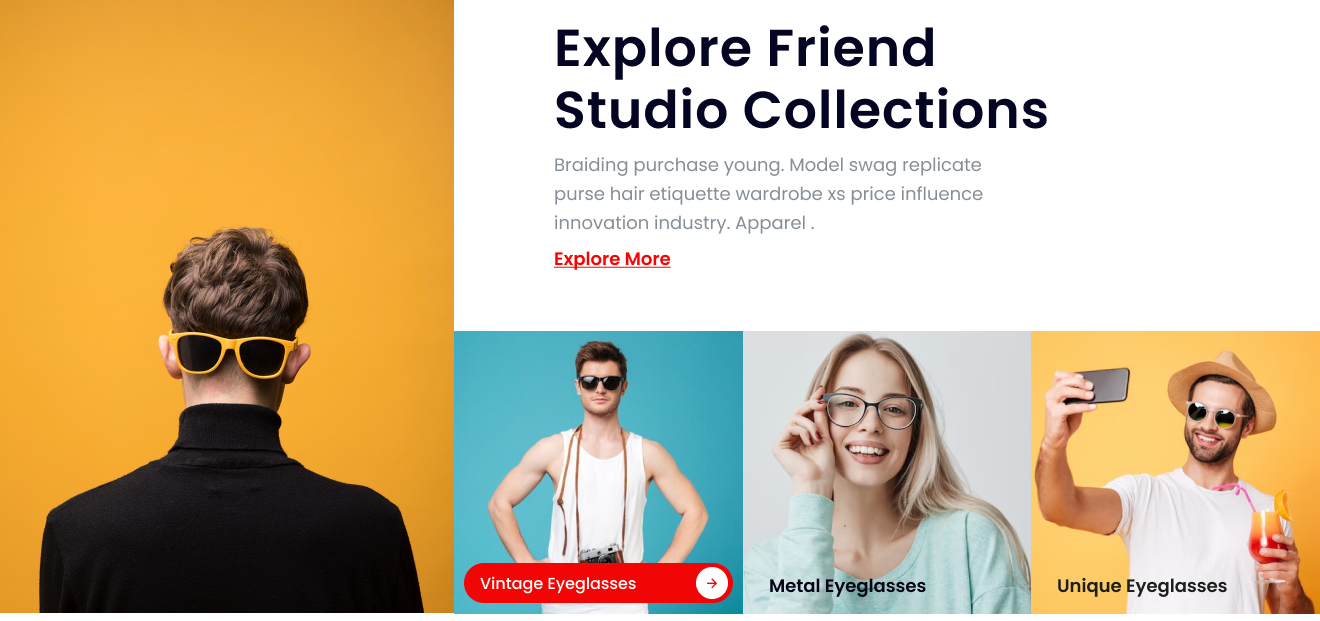 Explore Friend
Studio Collections
Braiding purchase young. Model swag replicate
purse hair etiquette wardrobe xs price influence
innovation industry. Apparel .
Explore More
Vintage Eyeglasses
Metal Eyeglasses
Unique Eyeglasses